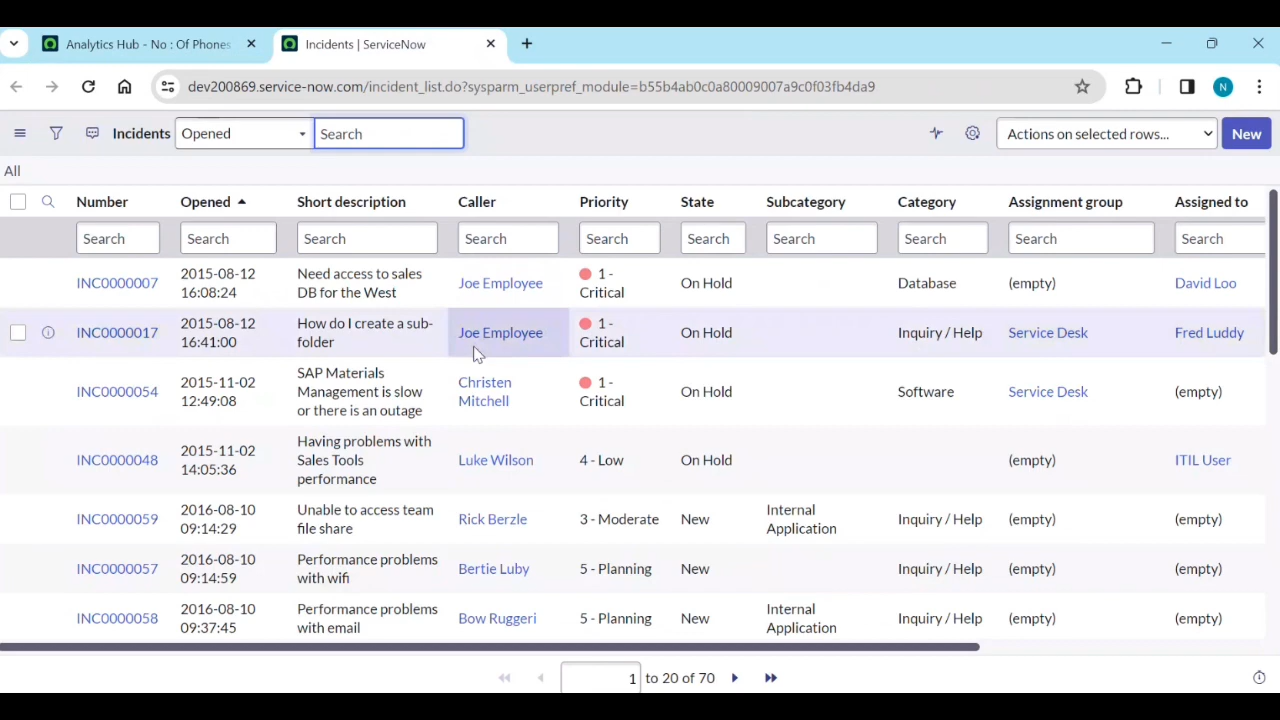 Analytics Hub - No : Of Phones
Incidents | ServiceNow
dev200869.service-now.com/incident_list.do?sysparm_userpref_module=b55b4ab0c0a80009007a9c0f03fb4da9
N
Incidents Opened Search Actions on selected rows... New
All
Number Opened Short description Caller Priority State Subcategory Category Assignment group Assigned to
Search Search Search Search Search Search Search Search Search Search
INC0000007 2015-08-12 16:08:24 Need access to sales DB for the West Joe Employee 1 - Critical On Hold Database (empty) David Loo
INC0000017 2015-08-12 16:41:00 How do I create a sub-folder Joe Employee 1 - Critical On Hold Inquiry / Help Service Desk Fred Luddy
INC0000054 2015-11-02 12:49:08 SAP Materials Management is slow or there is an outage Christen Mitchell 1 - Critical On Hold Software Service Desk (empty)
INC0000048 2015-11-02 14:05:36 Having problems with Sales Tools performance Luke Wilson 4 - Low On Hold (empty) ITIL User
INC0000059 2016-08-10 09:14:29 Unable to access team file share Rick Berzle 3 - Moderate New Internal Application Inquiry / Help (empty) (empty)
INC0000057 2016-08-10 09:14:59 Performance problems with wifi Bertie Luby 5 - Planning New Inquiry / Help (empty) (empty)
INC0000058 2016-08-10 09:37:45 Performance problems with email Bow Ruggeri 5 - Planning New Internal Application Inquiry / Help (empty) (empty)
1 to 20 of 70